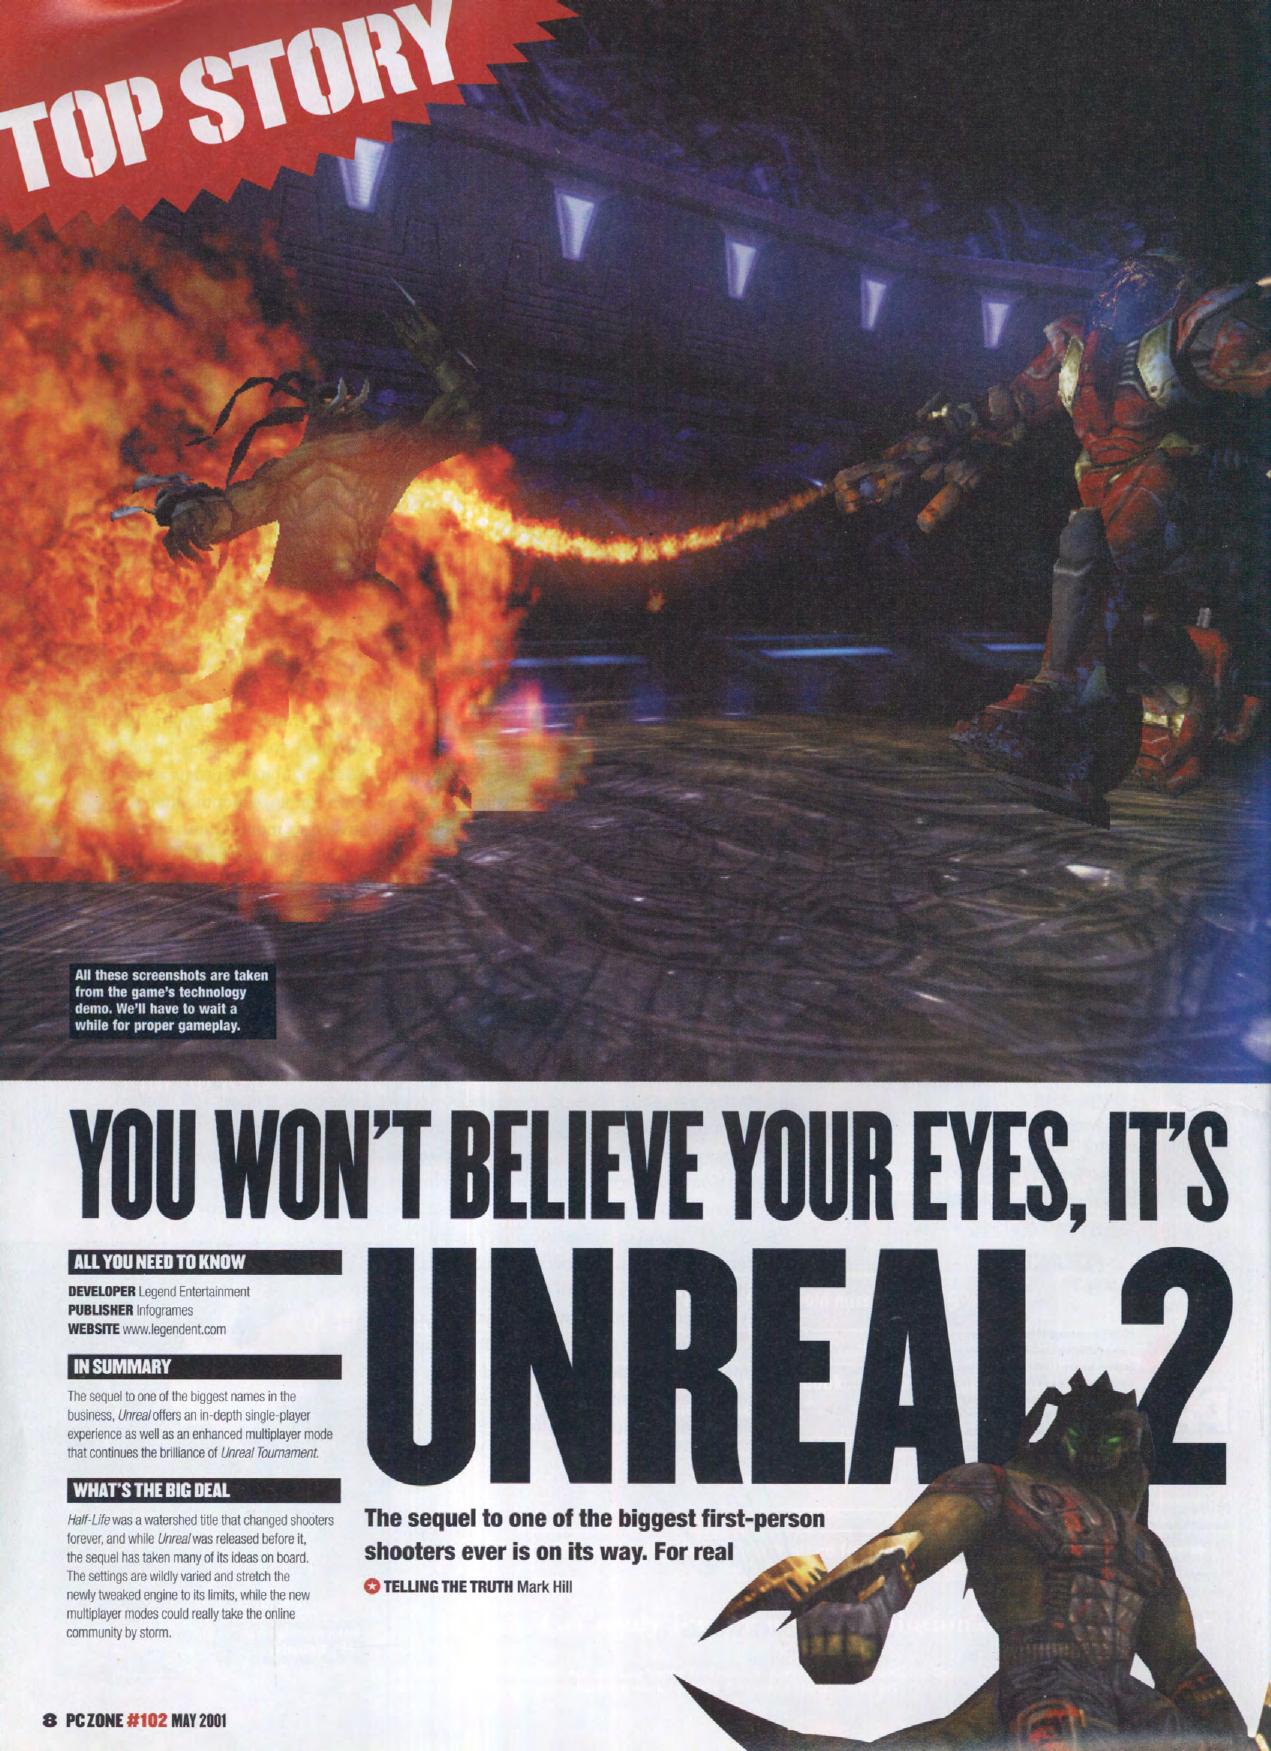 TOP STORY
All these screenshots are taken
from the game's technology
demo. We'll have to wait a
while for proper gameplay.
YOU WON'T BELIEVE YOUR EYES, IT'S
UNREAL 2
ALL YOU NEED TO KNOW
DEVELOPER Legend Entertainment
PUBLISHER Infogrames
WEBSITE www.legendent.com
IN SUMMARY
The sequel to one of the biggest names in the
business, Unreal offers an in-depth single-player
experience as well as an enhanced multiplayer mode
that continues the brilliance of Unreal Tournament.
WHAT'S THE BIG DEAL
Half-Life was a watershed title that changed shooters
forever, and while Unreal was released before it,
the sequel has taken many of its ideas on board.
The settings are wildly varied and stretch the
newly tweaked engine to its limits, while the new
multiplayer modes could really take the online
community by storm.
The sequel to one of the biggest first-person
shooters ever is on its way. For real
TELLING THE TRUTH Mark Hill
8 PCZONE #102 MAY 2001